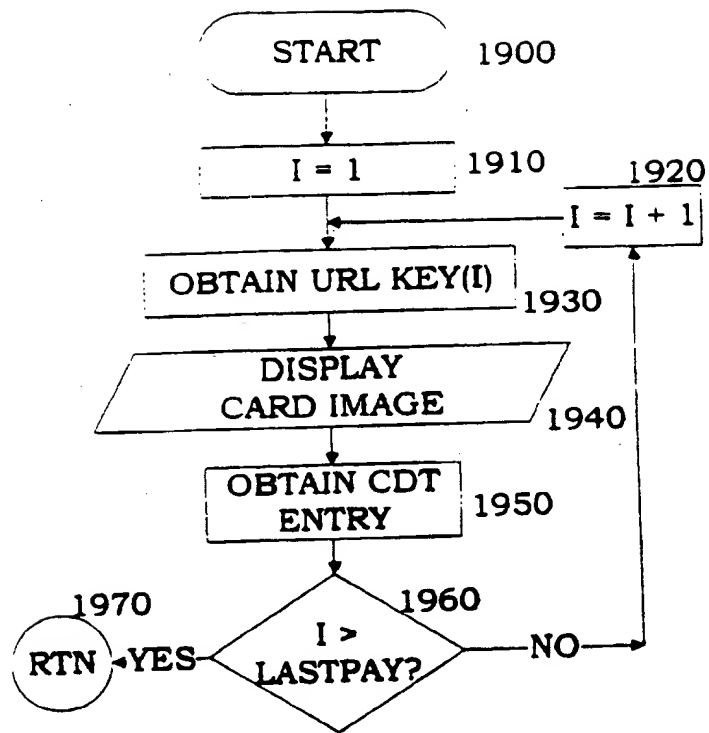 START 1900
I = 1 1910
1920
I = I + 1
OBTAIN URL KEY(I)
1930
DISPLAY
CARD IMAGE
1940
OBTAIN CDT
ENTRY
1950
1970
1960
I >
LASTPAY?
RTN
YES
NO